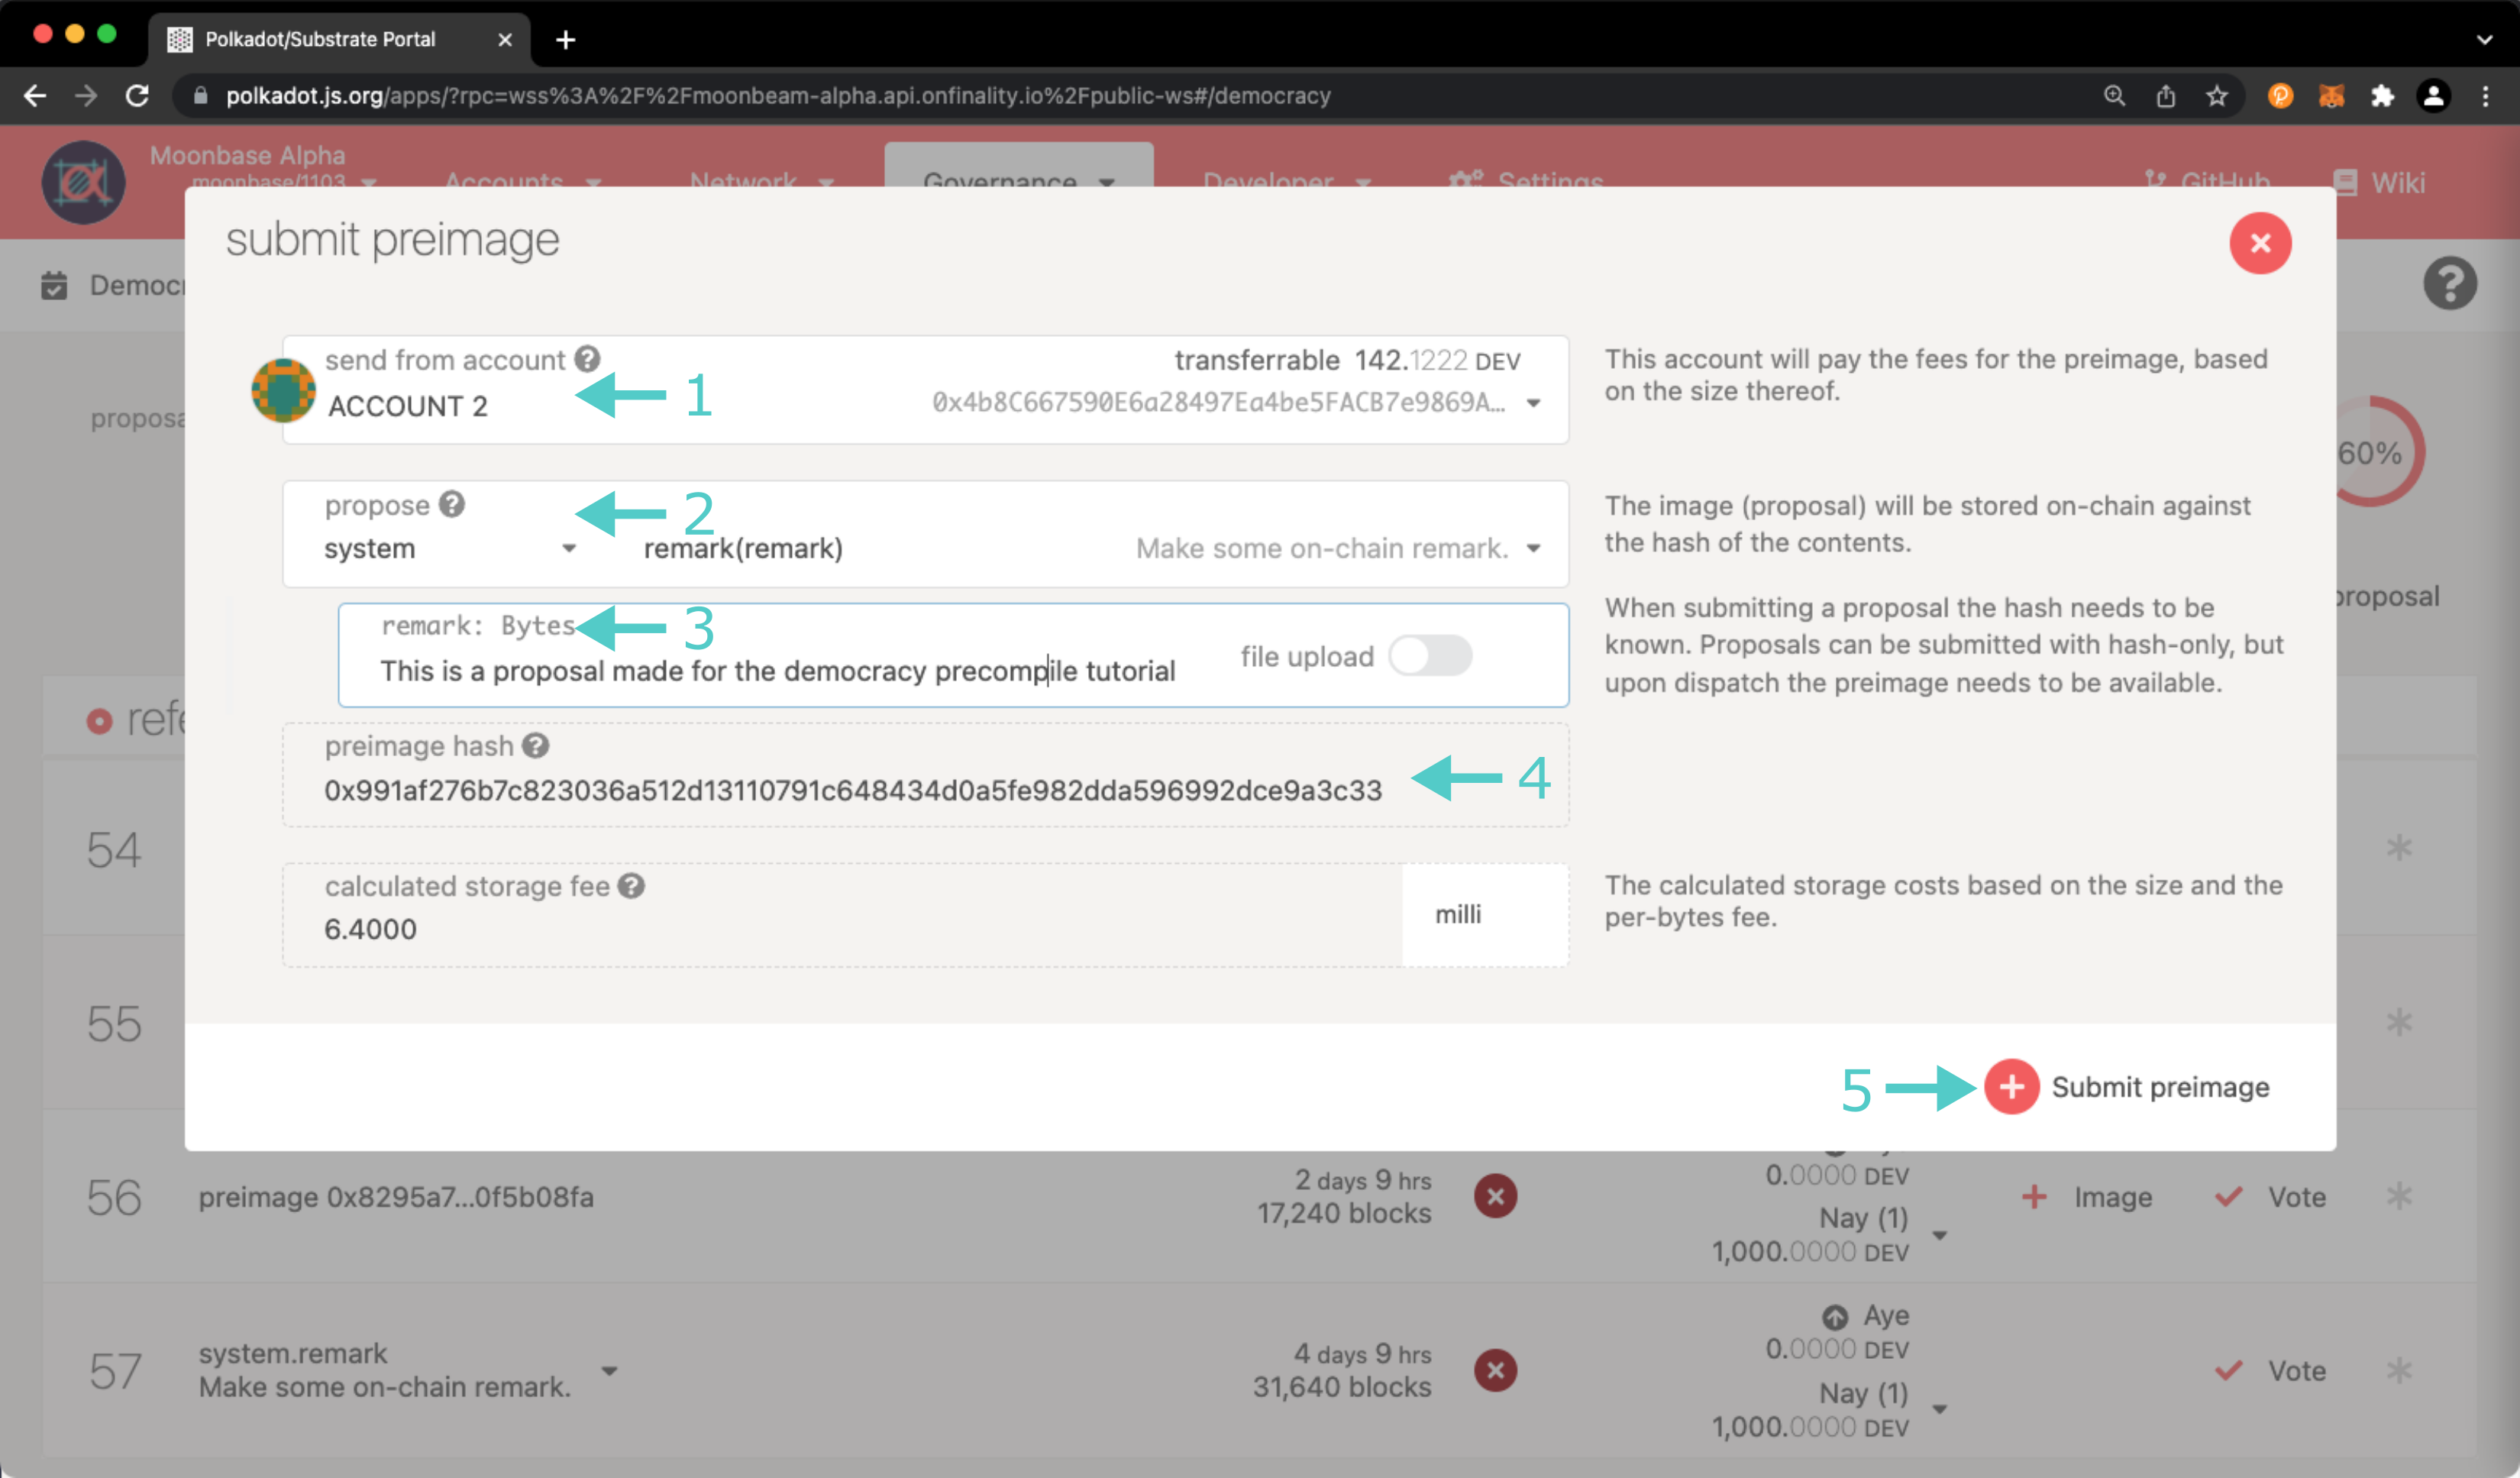 Polkadot/Substrate Portal
polkadot.js.org/apps/?rpc=wss%3A%2F%2Fmoonbeam-alpha.api.onfinality.io%2Fpublic-ws#/democracy
Moonbase Alpha
moonbase/1103
Accounts
Network
Governance
Developer
Settings
GitHub
Wiki
submit preimage
send from account
ACCOUNT 2
transferrable 142.1222 DEV
0x4b8C667590E6a28497Ea4be5FACB7e9869A...
1
This account will pay the fees for the preimage, based
on the size thereof.
60%
propose
2
system
remark(remark)
Make some on-chain remark.
The image (proposal) will be stored on-chain against
the hash of the contents.
remark: Bytes
3
This is a proposal made for the democracy precompile tutorial
file upload
When submitting a proposal the hash needs to be
known. Proposals can be submitted with hash-only, but
upon dispatch the preimage needs to be available.
proposal
preimage hash
0x991af276b7c823036a512d13110791c648434d0a5fe982dda596992dce9a3c33
4
calculated storage fee
6.4000
milli
The calculated storage costs based on the size and the
per-bytes fee.
5
Submit preimage
54
55
56
preimage 0x8295a7...0f5b08fa
2 days 9 hrs
17,240 blocks
0.0000 DEV
Nay (1)
1,000.0000 DEV
Image
Vote
57
system.remark
Make some on-chain remark.
4 days 9 hrs
31,640 blocks
Aye
0.0000 DEV
Nay (1)
1,000.0000 DEV
Vote